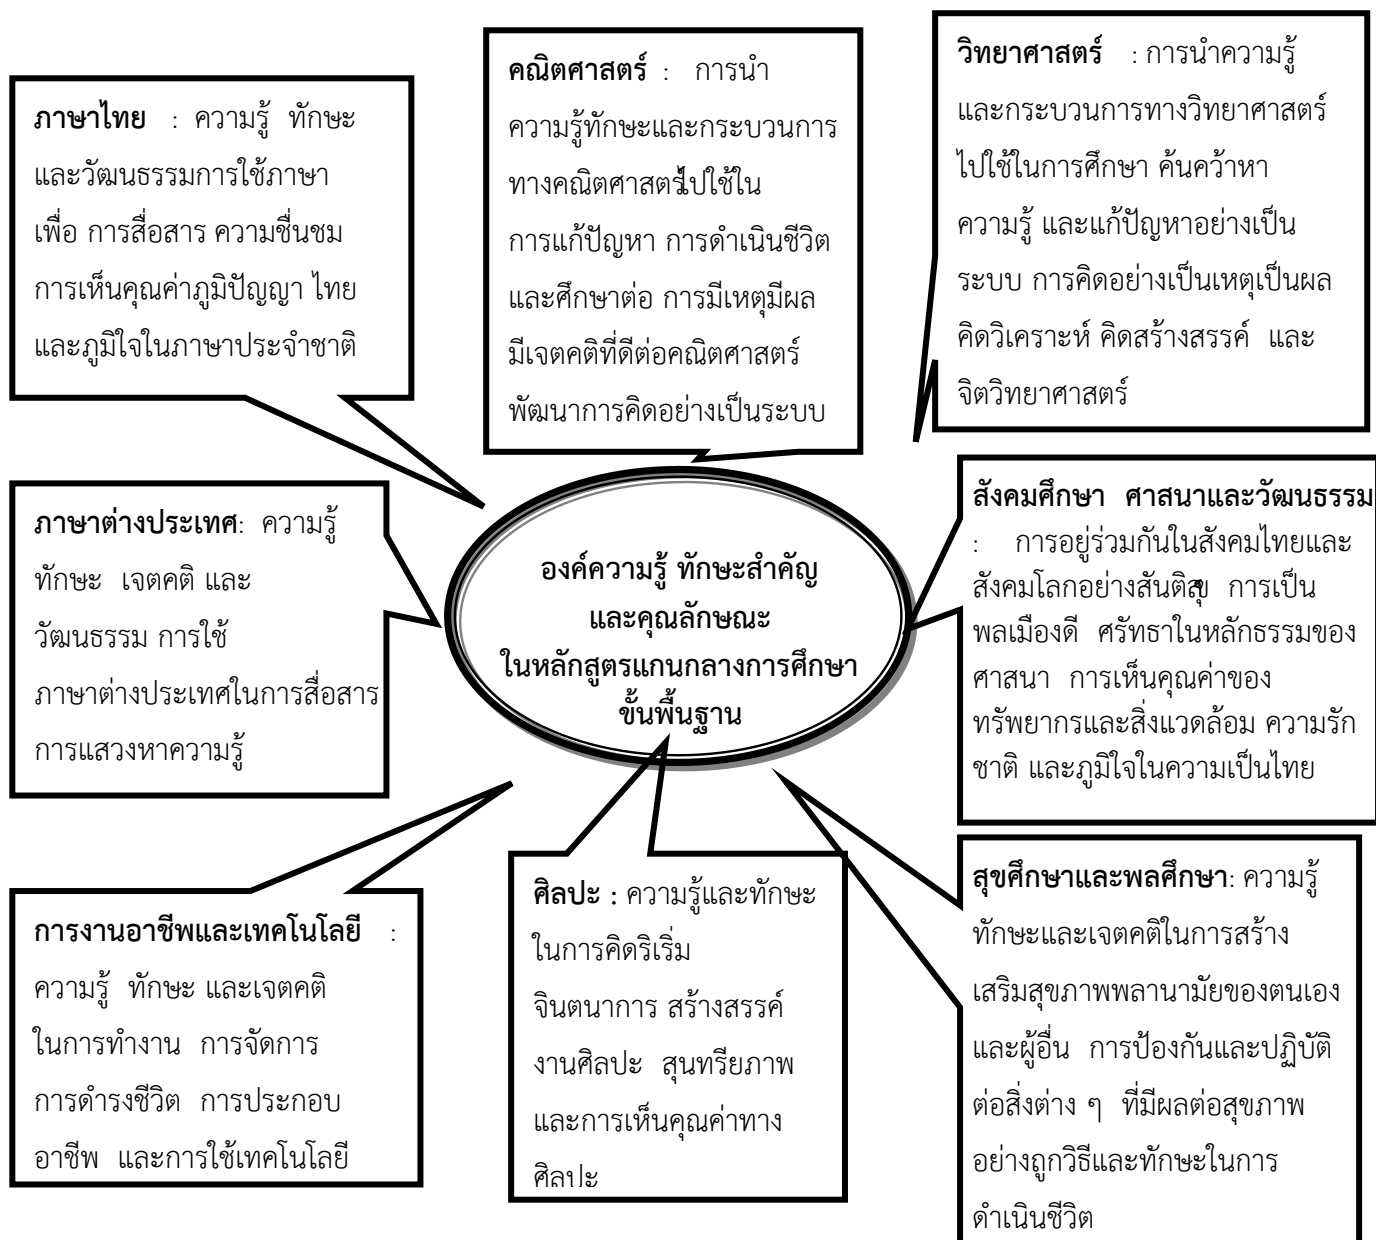 ภาษาไทย : ความรู้ ทักษะ
และวัฒนธรรมการใช้ภาษา
เพื่อ การสื่อสาร ความชื่นชม
การเห็นคุณค่าภูมิปัญญา ไทย
และภูมิใจในภาษาประจำชาติ
คณิตศาสตร์ : การนำ
ความรู้ทักษะและกระบวนการ
ทางคณิตศาสตร์ไปใช้ใน
การแก้ปัญหา การดำเนินชีวิต
และศึกษาต่อ การมีเหตุมีผล
มีเจตคติที่ดีต่อคณิตศาสตร์
พัฒนาการคิดอย่างเป็นระบบ
วิทยาศาสตร์ : การนำความรู้
และกระบวนการทางวิทยาศาสตร์
ไปใช้ในการศึกษา ค้นคว้าหา
ความรู้ และแก้ปัญหาอย่างเป็น
ระบบ การคิดอย่างเป็นเหตุเป็นผล
คิดวิเคราะห์ คิดสร้างสรรค์ และ
จิตวิทยาศาสตร์
ภาษาต่างประเทศ: ความรู้
ทักษะ เจตคติ และ
วัฒนธรรม การใช้
ภาษาต่างประเทศในการสื่อสาร
การแสวงหาความรู้
องค์ความรู้ ทักษะสำคัญ
และคุณลักษณะ
ในหลักสูตรแกนกลางการศึกษา
ขั้นพื้นฐาน
สังคมศึกษา ศาสนาและวัฒนธรรม
: การอยู่ร่วมกันในสังคมไทยและ
สังคมโลกอย่างสันติสุข การเป็น
พลเมืองดี ศรัทธาในหลักธรรมของ
ศาสนา การเห็นคุณค่าของ
ทรัพยากรและสิ่งแวดล้อม ความรัก
ชาติ และภูมิใจในความเป็นไทย
การงานอาชีพและเทคโนโลยี :
ความรู้ ทักษะ และเจตคติ
ในการทำงาน การจัดการ
การดำรงชีวิต การประกอบ
อาชีพ และการใช้เทคโนโลยี
ศิลปะ : ความรู้และทักษะ
ในการคิดริเริ่ม
จินตนาการ สร้างสรรค์
งานศิลปะ สุนทรียภาพ
และการเห็นคุณค่าทาง
ศิลปะ
สุขศึกษาและพลศึกษา: ความรู้
ทักษะและเจตคติในการสร้าง
เสริมสุขภาพพลานามัยของตนเอง
และผู้อื่น การป้องกันและปฏิบัติ
ต่อสิ่งต่าง ๆ ที่มีผลต่อสุขภาพ
อย่างถูกวิธีและทักษะในการ
ดำเนินชีวิต